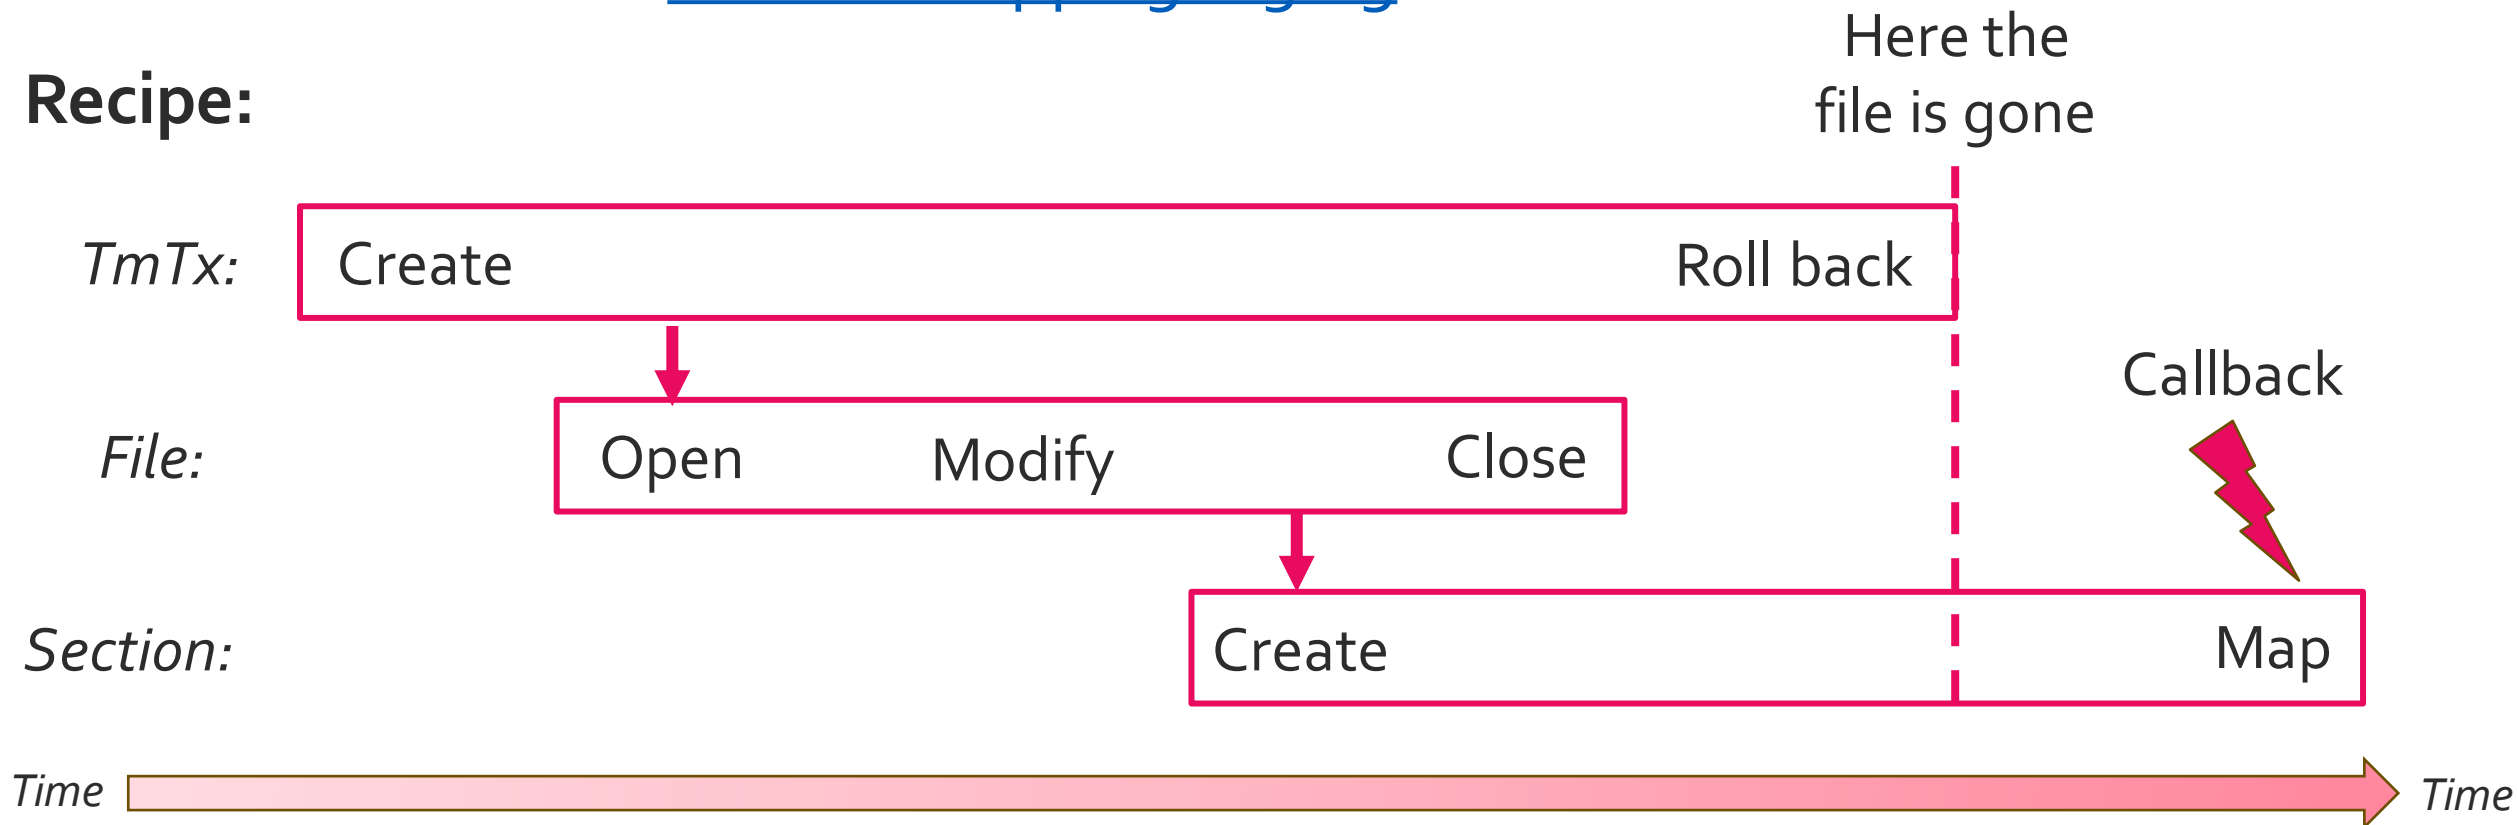 Here the
file is gone
Recipe:
TmTx:
Create
Roll back
Callback
File:
Open
Modify
Close
Section:
Create
Map
Time
Time